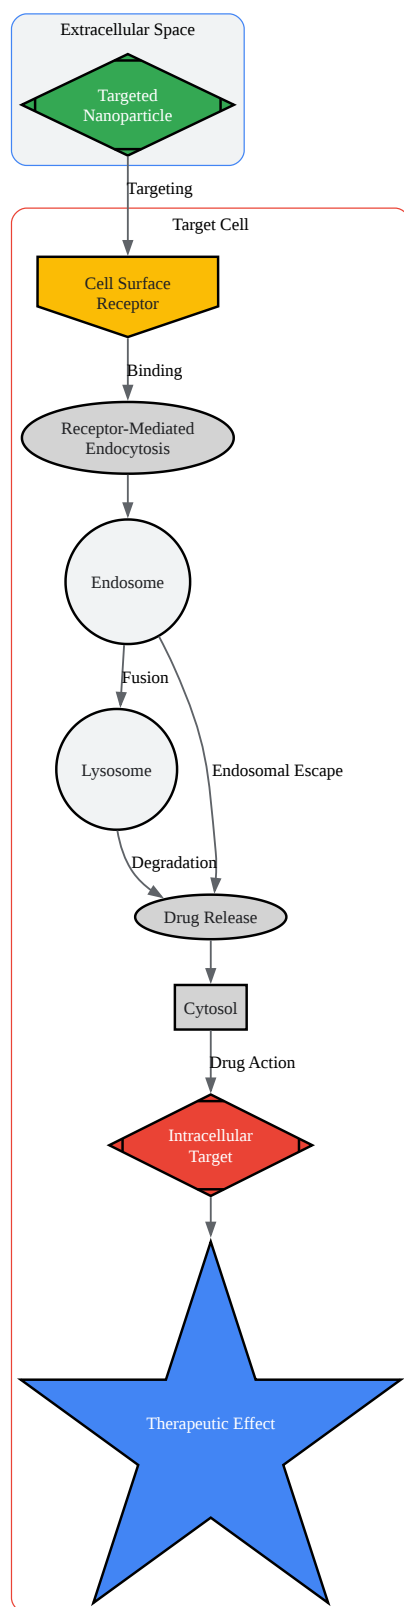 Extracellular Space
Targeted
Nanoparticle
Targeting
Target Cell
Cell Surface
Receptor
Binding
Receptor-Mediated
Endocytosis
Endosome
Fusion
Lysosome
Endosomal Escape
Degradation
Drug Release
Cytosol
Drug Action
Intracellular
Target
Therapeutic Effect